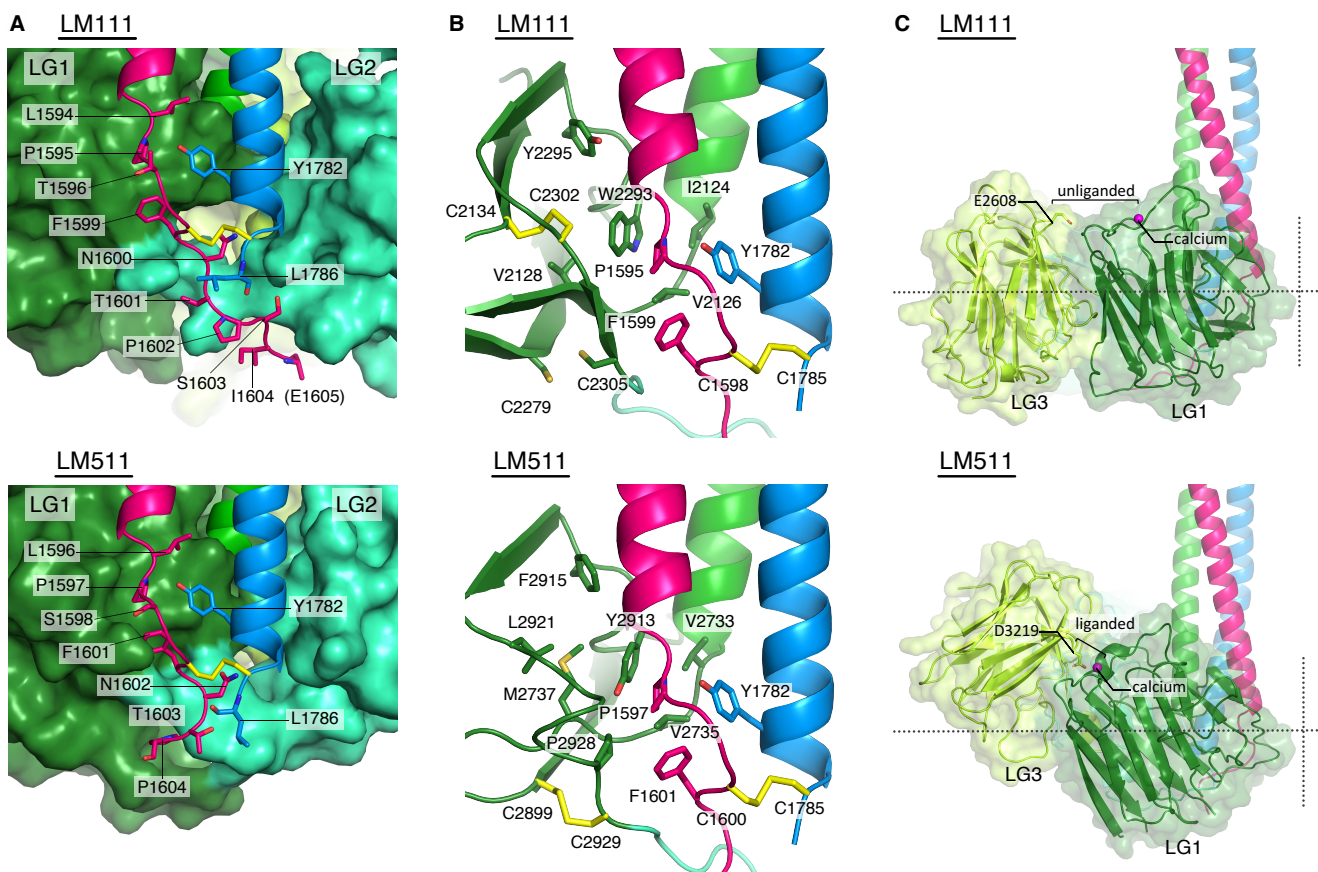 A LM111
LG1
LG2
L1594
P1595
T1596
Y1782
F1599
N1600
L1786
T1601
P1602
S1603
I1604 (E1605)
LM511
LG1
LG2
L1596
P1597
S1598
Y1782
F1601
N1602
T1603
L1786
P1604
B LM111
Y2295
C2302
W2293
I2124
C2134
P1595
Y1782
V2128
V2126
F1599
C2305
C1598
C1785
C2279
LM511
F2915
L2921
Y2913
V2733
M2737
P1597
Y1782
P2928
V2735
F1601
C2899
C1600
C1785
C2929
C LM111
unliganded
E2608
calcium
LG3
LG1
LM511
liganded
D3219
calcium
LG3
LG1